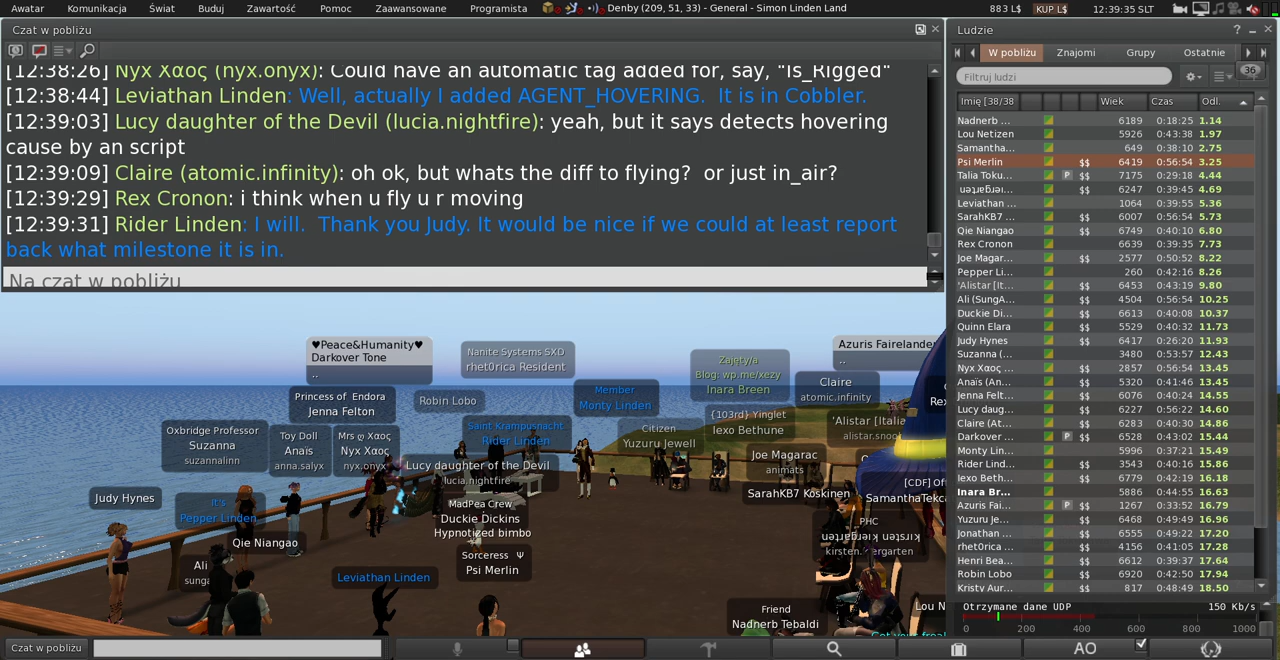 Awatar Komunikacja Świat Buduj Zawartość Pomoc Zaawansowane Programista Denby (209, 51, 33) - General - Simon Linden Land 883 L$ KUP L$ 12:39:35 SLT
Czat w pobliżu
[12:38:26] Nyx Χαος (nyx.onyx): Could have an automatic tag added for, say, "Is_Rigged"
[12:38:44] Leviathan Linden: Well, actually I added AGENT_HOVERING.  It is in Cobbler.
[12:39:03] Lucy daughter of the Devil (lucia.nightfire): yeah, but it says detects hovering
cause by an script
[12:39:09] Claire (atomic.infinity): oh ok, but whats the diff to flying?  or just in_air?
[12:39:29] Rex Cronon: i think when u fly u r moving
[12:39:31] Rider Linden: I will.  Thank you Judy. It would be nice if we could at least report
back what milestone it is in.
Na czat w pobliżu
♥Peace&Humanity♥
Darkover Tone
..
Nanite Systems SXD
rhet0rica Resident
Zajęty/a
Blog: wp.me/xezy
Inara Breen
Azuris Fairelander
..
Princess of Endora
Jenna Felton
Robin Lobo
Member
Monty Linden
Claire
atomic.infinity
Rex
Oxbridge Professor
Suzanna
suzannalinn
Toy Doll
Anaïs
anna.salyx
Mrs ღ Χαος
Nyx Χαος
nyx.onyx
Saint Krampusnacht
Rider Linden
Citizen
Yuzuru Jewell
{103rd} Yinglet
Iexo Bethune
'Alistar [Italia
alistar.snoo
Lucy daughter of the Devil
lucia.nightfire
Joe Magarac
animats
Judy Hynes
It's
Pepper Linden
MadPea Crew
Duckie Dickins
Hypnotized bimbo
SarahKB7 Koskinen
[CDF] Of
SamanthaTekc
Qie Niangao
PHC
kirsten.ergarten
Sorceress Ψ
Psi Merlin
Ali
sunga
Leviathan Linden
Friend
Nadnerb Tebaldi
Lou N
Ludzie
W pobliżu Znajomi Grupy Ostatnie
Filtruj ludzi 36
Imię [38/38 Wiek Czas Odl.
Nadnerb ... 6189 0:18:25 1.14
Lou Netizen 5926 0:43:38 1.97
Samantha... 649 0:38:10 2.75
Psi Merlin $$ 6419 0:56:54 3.25
Talia Toku... P $$ 7175 0:29:18 4.44
$$ 6247 0:39:45 4.69
Leviathan ... 1064 0:39:55 5.36
SarahKB7 ... $$ 6007 0:56:54 5.73
Qie Niangao $$ 6749 0:40:10 6.80
Rex Cronon 6639 0:39:35 7.73
Joe Magar... $$ 2577 0:50:52 8.22
Pepper Li... 260 0:42:16 8.26
'Alistar [It... $$ 6453 0:43:19 9.80
Ali (SungA... $$ 4504 0:56:54 10.25
Duckie Di... $$ 6613 0:40:08 10.37
Quinn Elara $$ 5529 0:40:32 11.73
Judy Hynes $$ 6417 0:26:20 11.93
Suzanna (... 3480 0:53:57 12.43
Nyx Χαος ... $$ 2857 0:56:54 13.45
Anaïs (An... $$ 5320 0:41:46 13.45
Jenna Felt... $$ 6076 0:40:24 14.55
Lucy daug... $$ 6227 0:56:22 14.60
Claire (At... $$ 6283 0:40:30 14.86
Darkover ... P $$ 6528 0:43:02 15.44
Monty Lin... 5996 0:37:21 15.49
Rider Lind... $$ 3543 0:40:16 15.86
Iexo Beth... $$ 6779 0:42:19 16.18
Inara Br... 5886 0:44:55 16.63
Azuris Fai... P $$ 1267 0:33:52 16.79
Yuzuru Je... $$ 6468 0:49:49 16.96
Jonathan ... $$ 6555 0:49:22 17.20
rhet0rica ... $$ 4156 0:41:05 17.28
Henri Bea... $$ 6612 0:39:37 17.64
Robin Lobo $$ 6920 0:42:50 17.94
Kristy Aur... $$ 817 0:48:49 18.50
Otrzymane dane UDP 150 Kb/s
0 200 400 600 800 1000
Czat w pobliżu AO